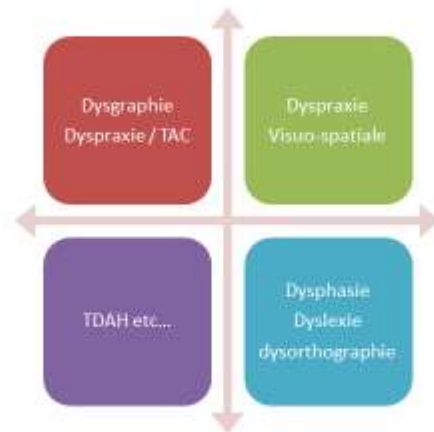 Dysgraphie
Dyspraxie / TAC
Dyspraxie
Visuo-spatiale
TDAH etc...
Dysphasie
Dyslexie
dysorthographie